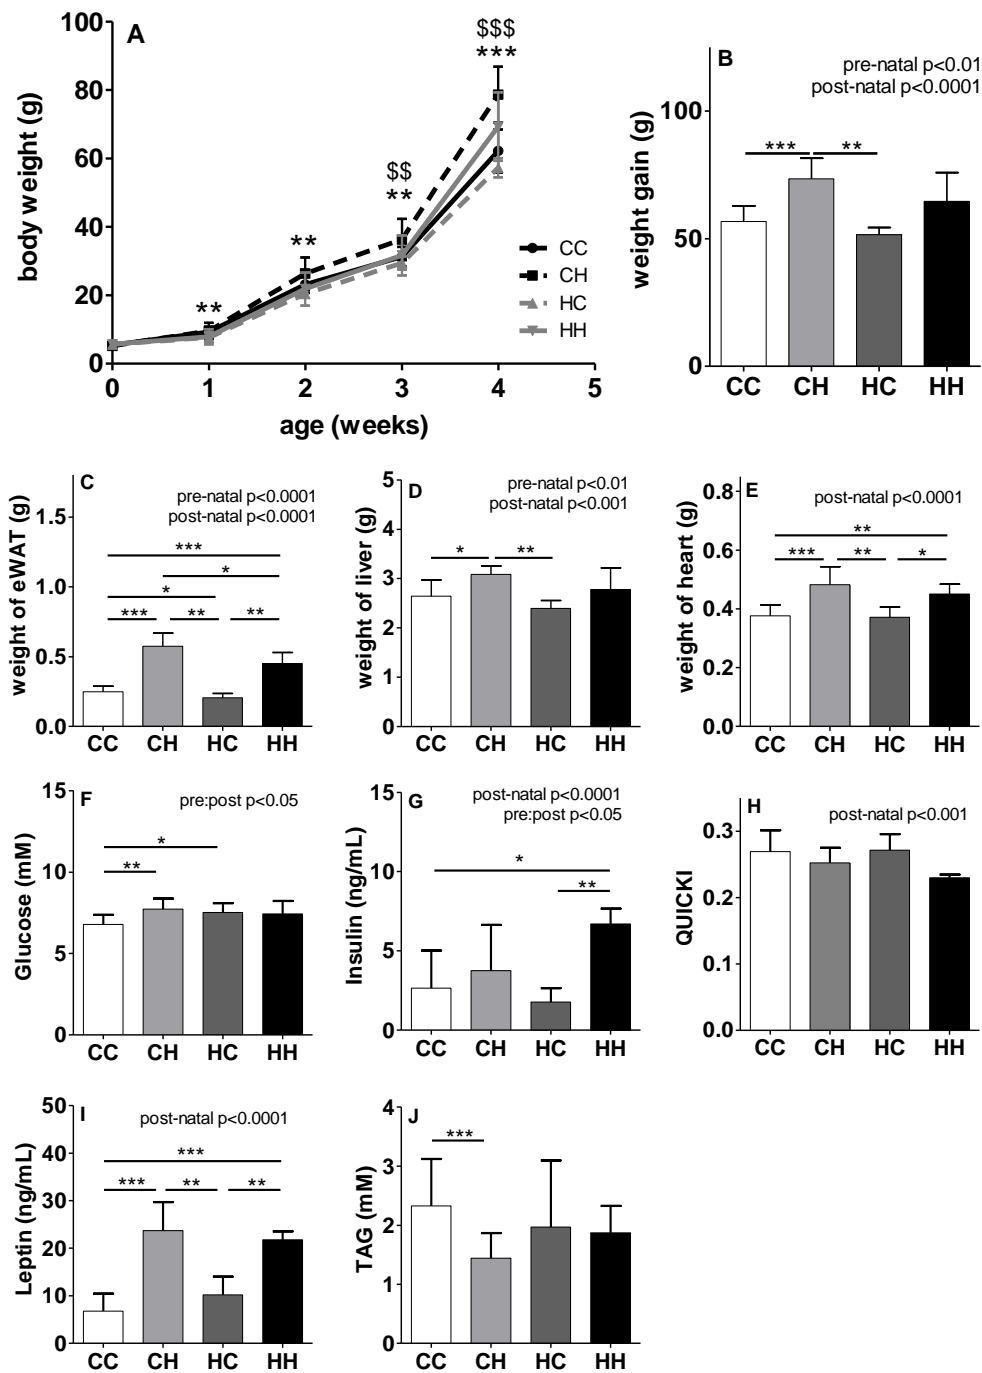 A
body weight (g)
100
80
60
40
20
0
$$$
***
$$
**
**
**
CC
CH
HC
HH
0 1 2 3 4 5
age (weeks)
B
pre-natal p<0.01
post-natal p<0.0001
weight gain (g)
100
50
0
*** **
CC CH HC HH
C
pre-natal p<0.0001
post-natal p<0.0001
weight of eWAT (g)
1.5
1.0
0.5
0.0
***
*
*
*** ** **
CC CH HC HH
D
pre-natal p<0.01
post-natal p<0.001
weight of liver (g)
5
4
3
2
1
0
* **
CC CH HC HH
E
post-natal p<0.0001
weight of heart (g)
0.8
0.6
0.4
0.2
0.0
**
*** ** *
CC CH HC HH
F
pre:post p<0.05
Glucose (mM)
15
10
5
0
*
**
CC CH HC HH
G
post-natal p<0.0001
pre:post p<0.05
Insulin (ng/mL)
15
10
5
0
*
**
CC CH HC HH
H
post-natal p<0.001
QUICKI
0.3
0.2
0.1
0.0
CC CH HC HH
I
post-natal p<0.0001
Leptin (ng/mL)
50
40
30
20
10
0
***
*** ** **
CC CH HC HH
J
TAG (mM)
4
3
2
1
0
***
CC CH HC HH